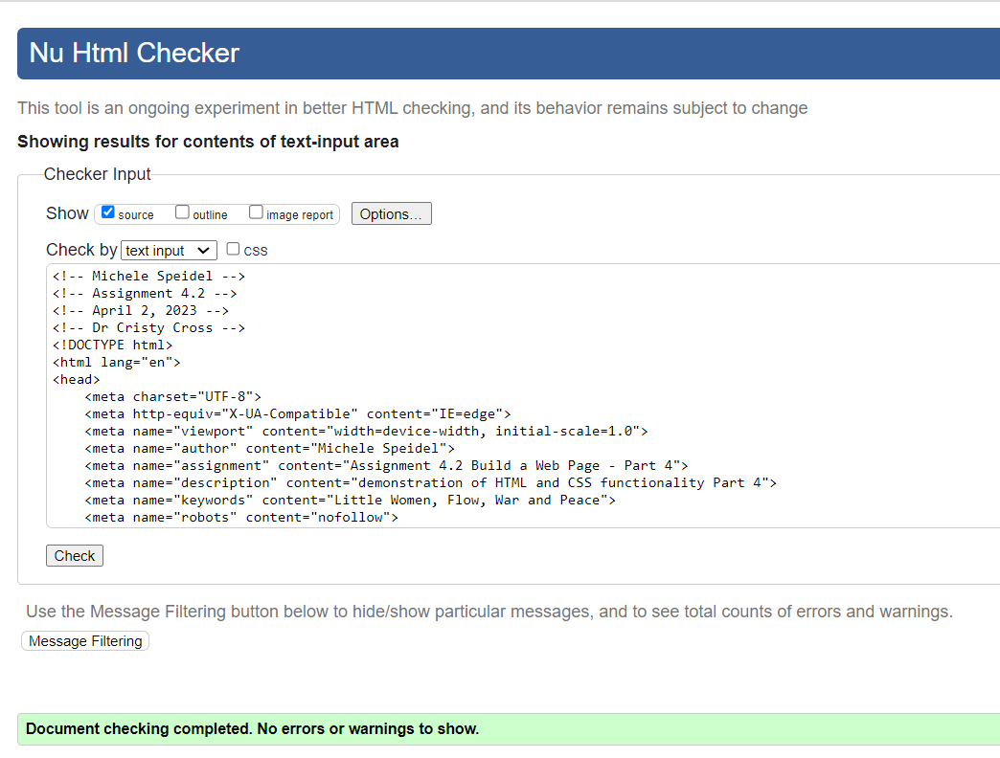 Nu Html Checker
This tool is an ongoing experiment in better HTML checking, and its behavior remains subject to change
Showing results for contents of text-input area
Checker Input
Show source outline image report Options...
Check by text input css
<!-- Michele Speidel -->
<!-- Assignment 4.2 -->
<!-- April 2, 2023 -->
<!-- Dr Cristy Cross -->
<!DOCTYPE html>
<html lang="en">
<head>
    <meta charset="UTF-8">
    <meta http-equiv="X-UA-Compatible" content="IE=edge">
    <meta name="viewport" content="width=device-width, initial-scale=1.0">
    <meta name="author" content="Michele Speidel">
    <meta name="assignment" content="Assignment 4.2 Build a Web Page - Part 4">
    <meta name="description" content="demonstration of HTML and CSS functionality Part 4">
    <meta name="keywords" content="Little Women, Flow, War and Peace">
    <meta name="robots" content="nofollow">
Check
Use the Message Filtering button below to hide/show particular messages, and to see total counts of errors and warnings.
Message Filtering
Document checking completed. No errors or warnings to show.